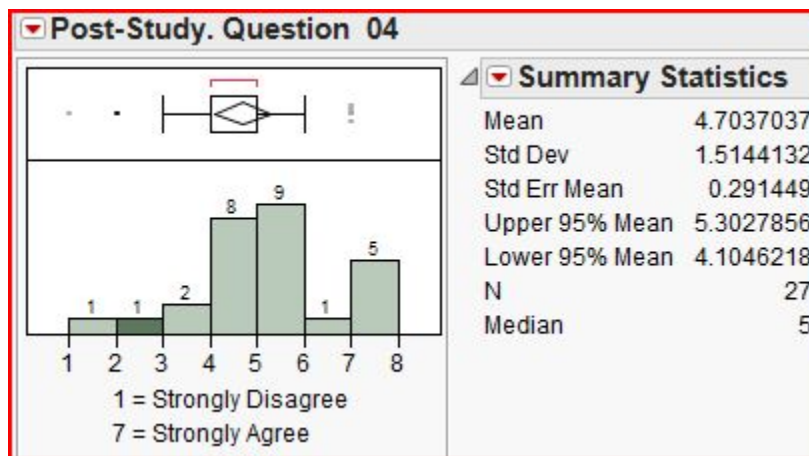 Post-Study. Question 04
1 1 2 8 9 1 5
1 2 3 4 5 6 7 8
1 = Strongly Disagree
7 = Strongly Agree
Summary Statistics
Mean 4.7037037
Std Dev 1.5144132
Std Err Mean 0.291449
Upper 95% Mean 5.3027856
Lower 95% Mean 4.1046218
N 27
Median 5